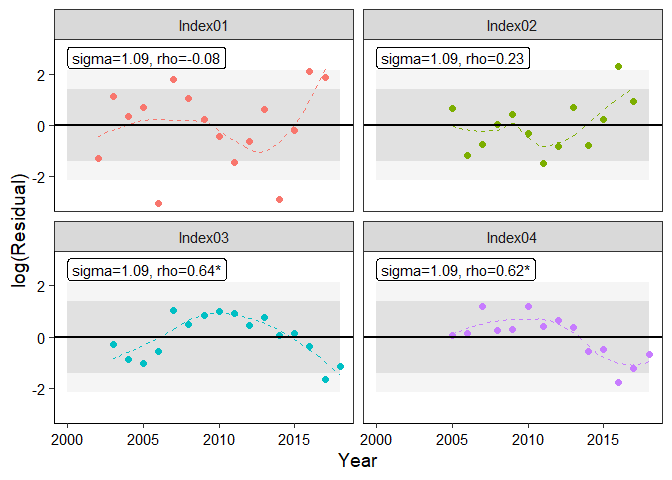 Index01
Index02
sigma=1.09, rho=-0.08
sigma=1.09, rho=0.23
2
0
-2
Index03
Index04
sigma=1.09, rho=0.64*
sigma=1.09, rho=0.62*
2
0
-2
log(Residual)
2000
2005
2010
2015
2000
2005
2010
2015
Year